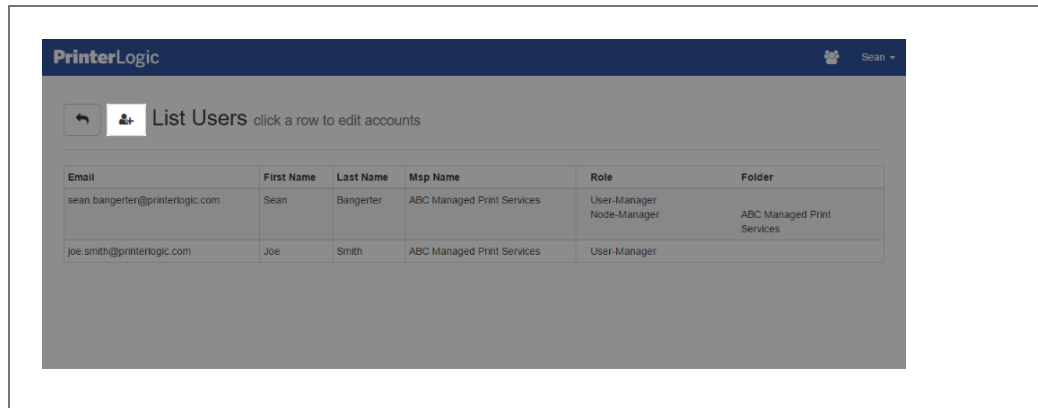 PrinterLogic
Sean
List Users click a row to edit accounts
Email First Name Last Name Msp Name Role Folder
sean.bangerter@printerlogic.com Sean Bangerter ABC Managed Print Services User-Manager
Node-Manager ABC Managed Print
Services
joe.smith@printerlogic.com Joe Smith ABC Managed Print Services User-Manager